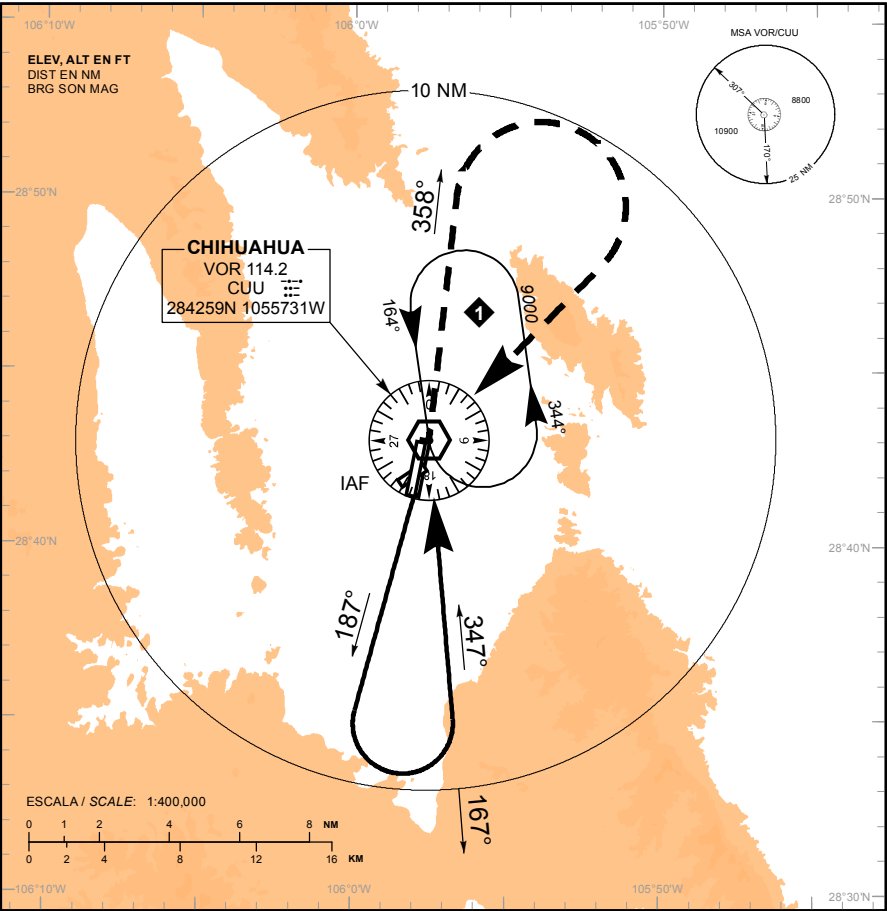 106°10'W
106°0'W
105°50'W
ELEV, ALT EN FT
DIST EN NM
BRG SON MAG
MSA VOR/CUU
307°
8800
10900
170°
25 NM
10 NM
28°50'N
28°50'N
358°
CHIHUAHUA
VOR 114.2
CUU
284259N 1055731W
164°
9000
1
344°
0
27
9
18
IAF
28°40'N
28°40'N
187°
347°
167°
ESCALA / SCALE: 1:400,000
0 1 2 4 6 8 NM
0 2 4 8 12 16 KM
106°10'W
106°0'W
105°50'W
28°30'N